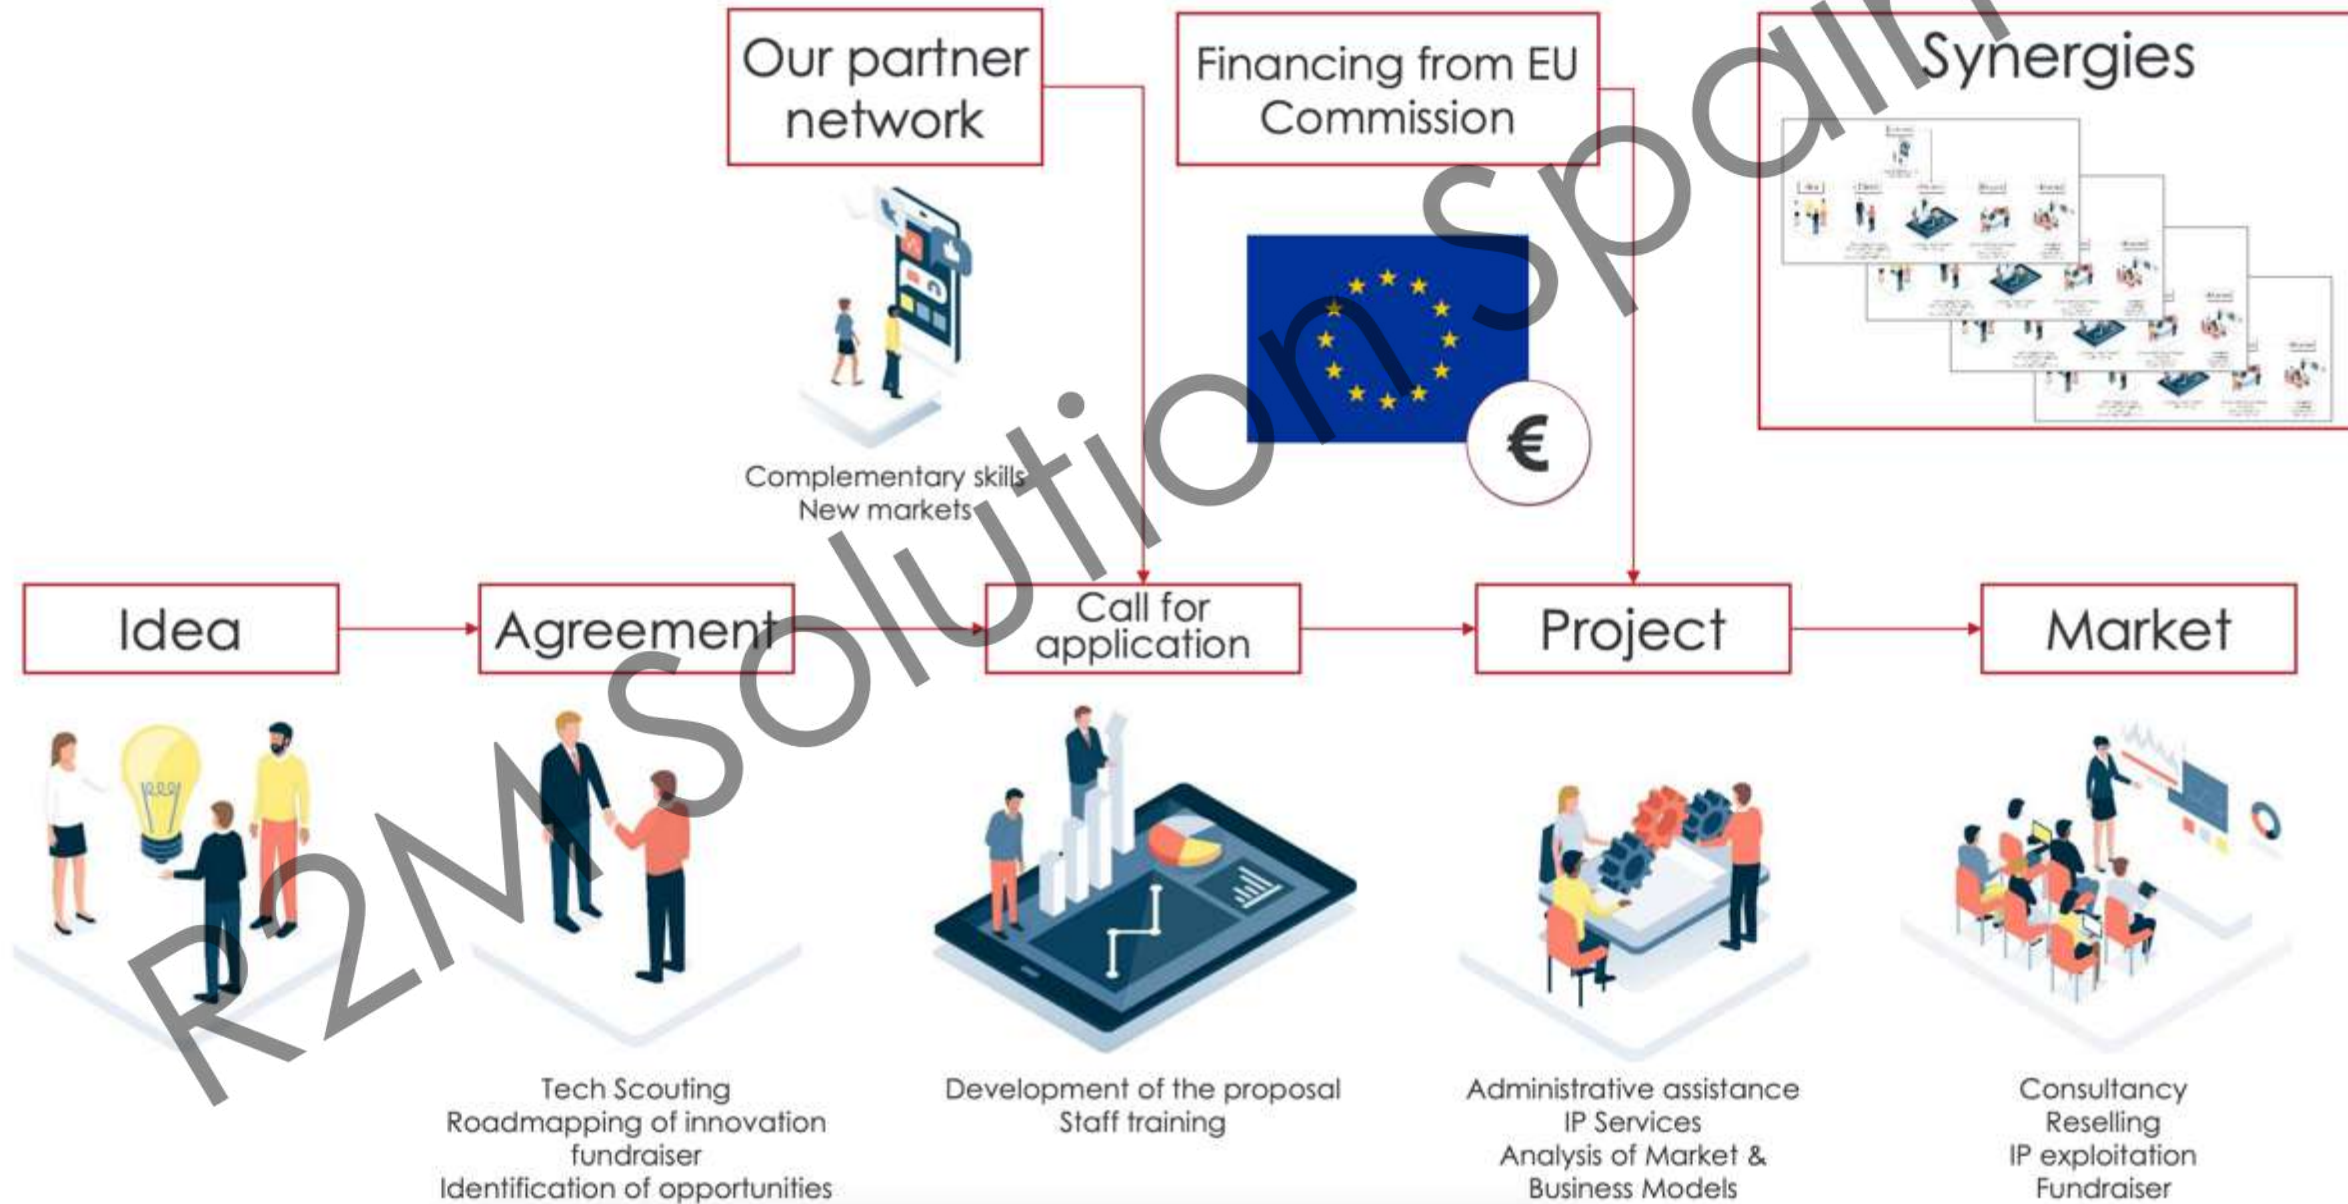 Our partner
network
Financing from EU
Commission
Synergies
Complementary skills
New markets
€
Idea
Agreement
Call for
application
Project
Market
Tech Scouting
Roadmapping of innovation
fundraiser
Identification of opportunities
Development of the proposal
Staff training
Administrative assistance
IP Services
Analysis of Market &
Business Models
Consultancy
Reselling
IP exploitation
Fundraiser
R2M Solution Spain